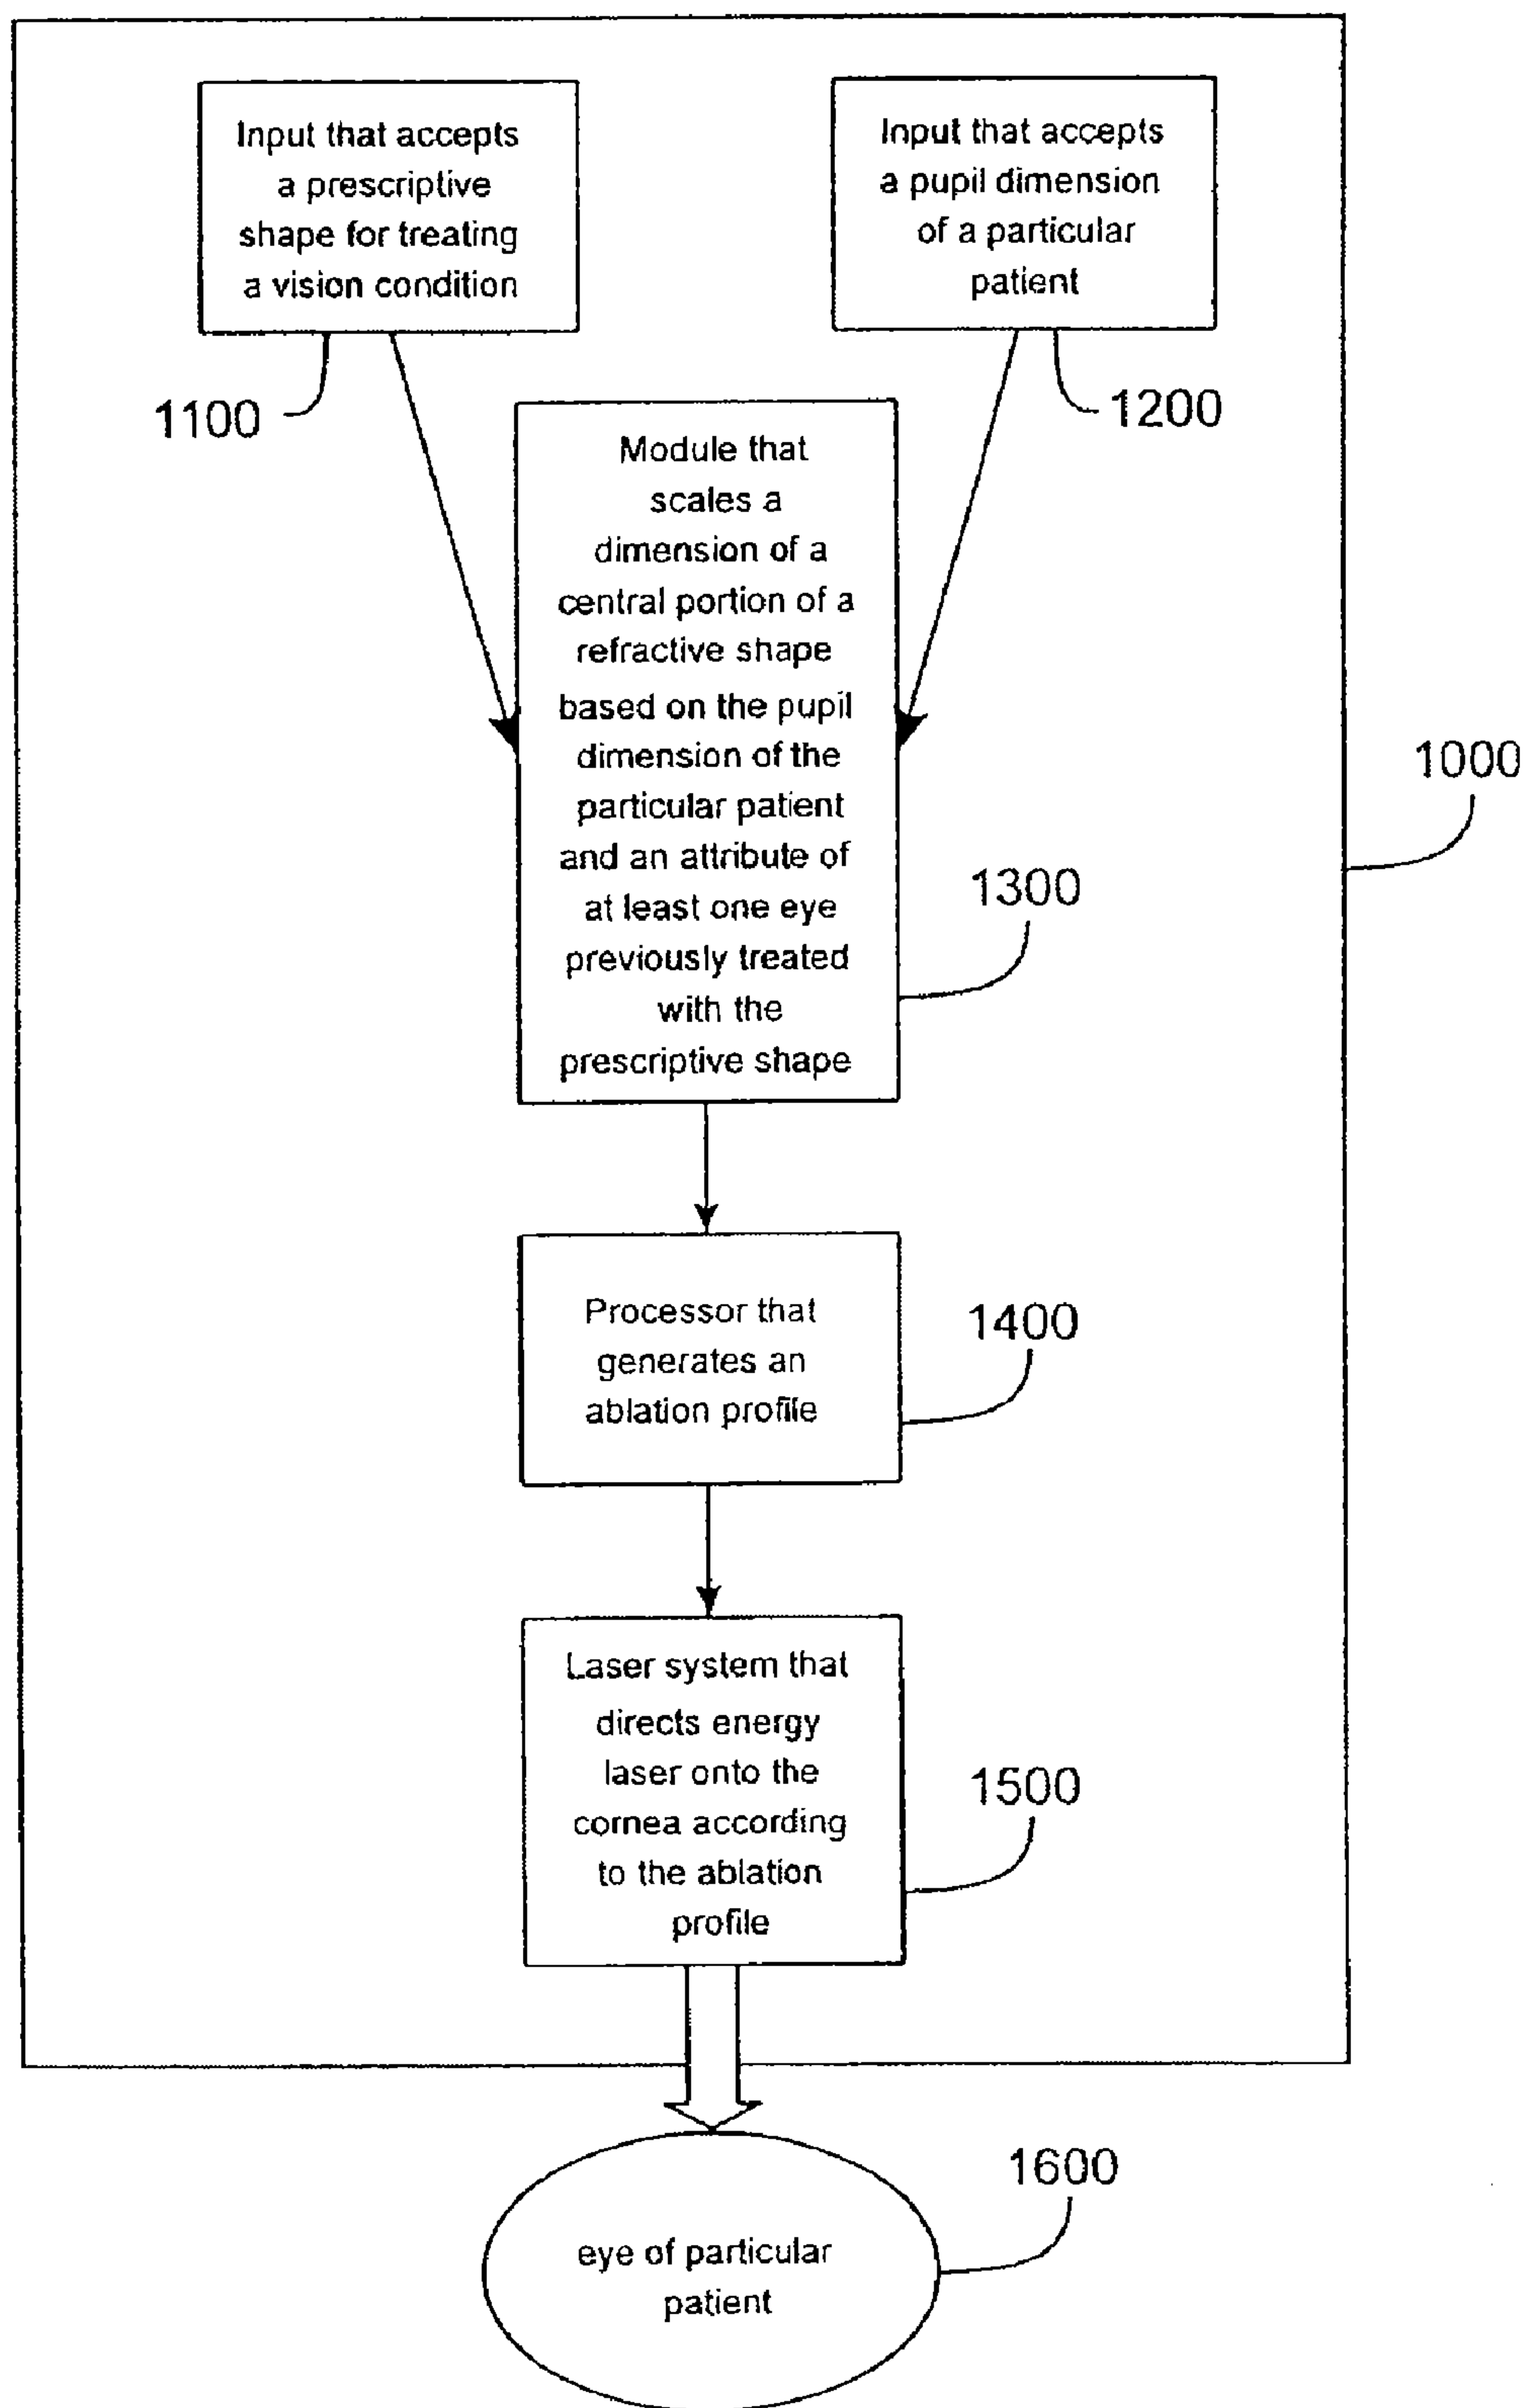 Input that accepts
a prescriptive
shape for treating
a vision condition
Input that accepts
a pupil dimension
of a particular
patient
1100
1200
Module that
scales a
dimension of a
central portion of a
refractive shape
based on the pupil
dimension of the
particular patient
and an attribute of
at least one eye
previously treated
with the
prescriptive shape
1000
1300
Processor that
generates an
ablation profile
1400
Laser system that
directs energy
laser onto the
cornea according
to the ablation
profile
1500
eye of particular
patient
1600